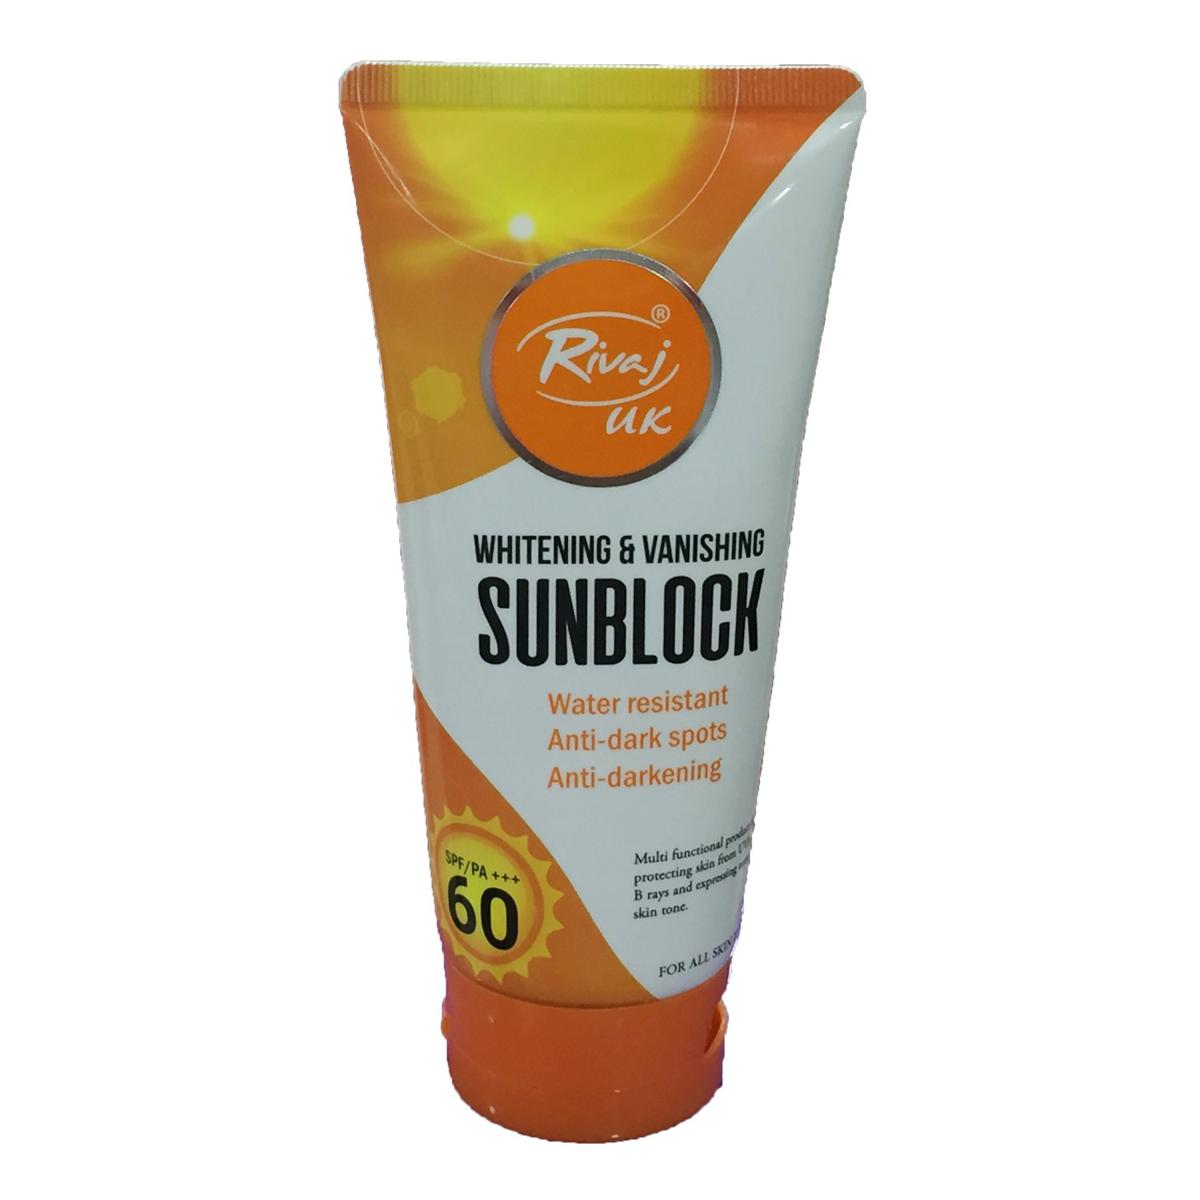 Rivaj®
UK
WHITENING & VANISHING
SUNBLOCK
Water resistant
Anti-dark spots
Anti-darkening
SPF/PA +++
60
Multi functional
protecting skin from
B rays and expressing
skin tone.
FOR ALL SKIN